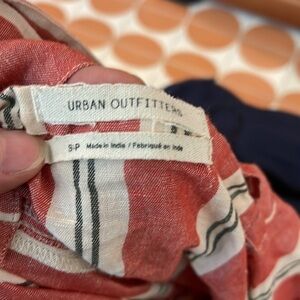 URBAN OUTFITTERS
S-P Made in India / Fabriqué en Inde